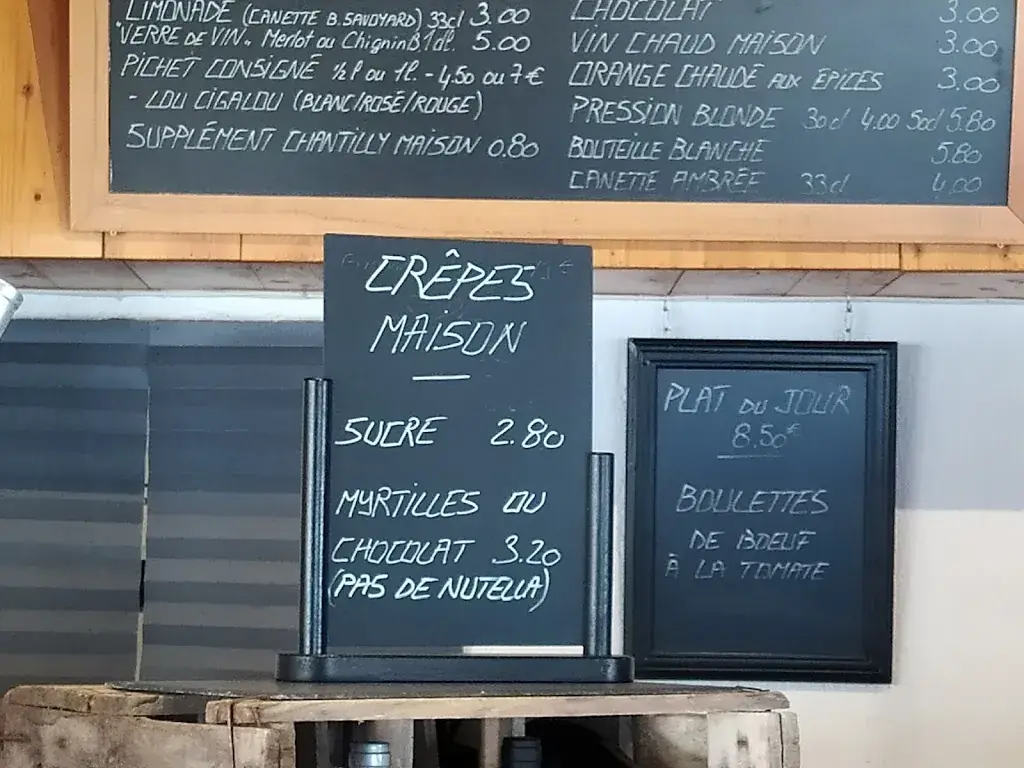 LIMONADE (CANETTE B. SAVOYARD) 33cl 3.00
VERRE DE VIN. Merlot ou Chignin 1dl. 5.00
PICHET CONSIGNÉ ½ l ou 1l. - 4,50 ou 7€
- LOU CIGALOU (BLANC/ROSÉ/ROUGE)
SUPPLÉMENT CHANTILLY MAISON 0.80
CHOCOLAT 3.00
VIN CHAUD MAISON 3.00
ORANGE CHAUDE AUX EPICES 3.00
PRESSION BLONDE 30cl 4.00 50cl 5.80
BOUTEILLE BLANCHE 5.80
CANETTE AMBRÉE 33cl 4.00
CRÊPES
MAISON
SUCRE 2.80
MYRTILLES OU
CHOCOLAT 3.20
(PAS DE NUTELLA)
PLAT DU JOUR
8.50€
BOULETTES
DE BOEUF
À LA TOMATE